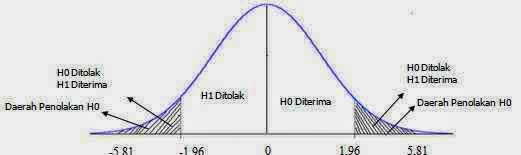 H0 Ditolak
H1 Diterima
Daerah Penolakan H0
H1 Ditolak
H0 Diterima
H0 Ditolak
H1 Diterima
Daerah Penolakan H0
-5.81 -1.96 0 1.96 5.81